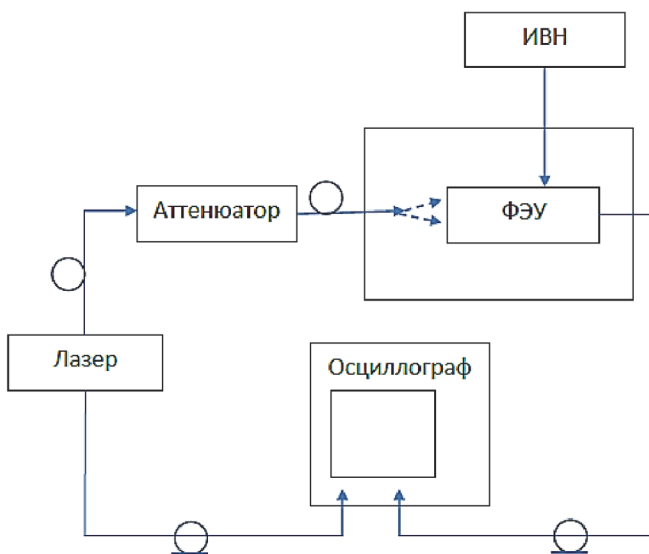 ИВН
Аттенюатор
ФЭУ
Лазер
Осциллограф